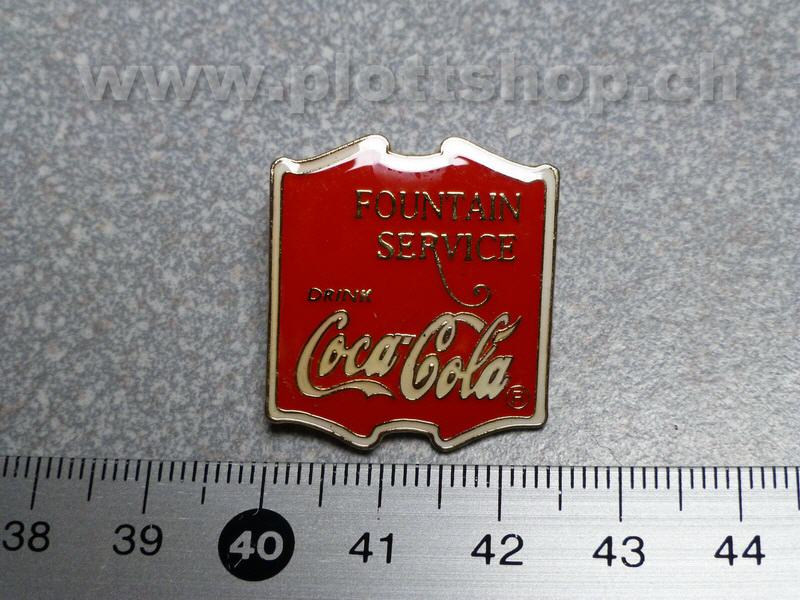 www.plottshop.ch
FOUNTAIN
SERVICE
DRINK
Coca-Cola ®
38 39 40 41 42 43 44